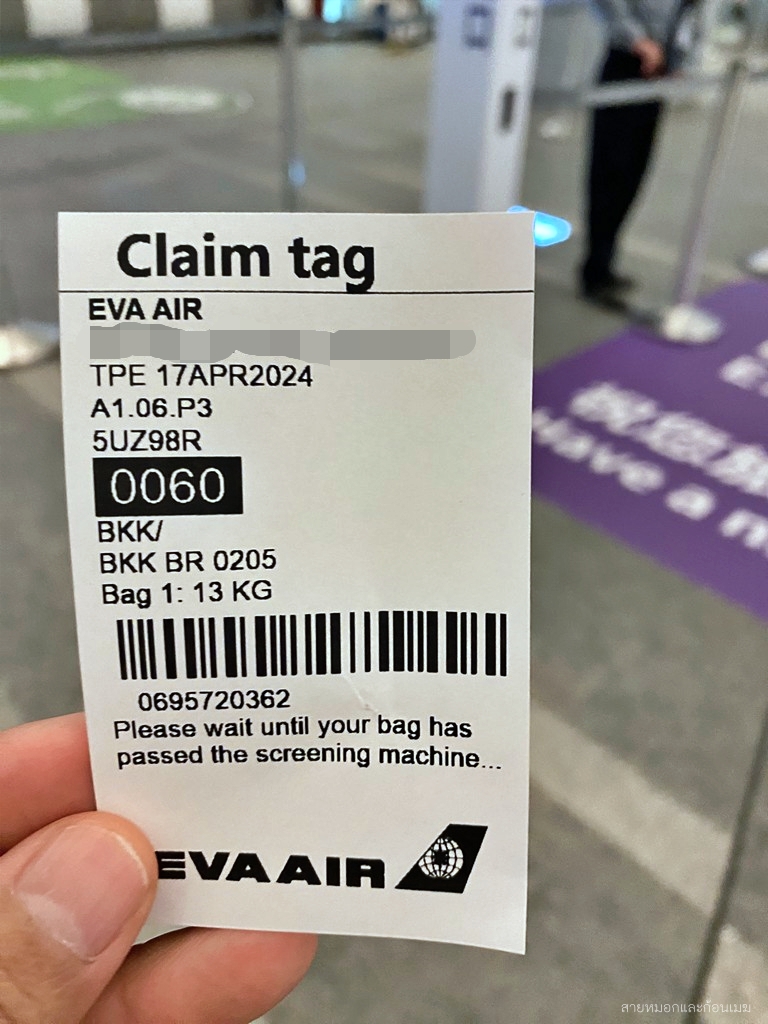 Claim tag
EVA AIR
TPE 17APR2024
A1.06.P3
5UZ98R
0060
BKK/
BKK BR 0205
Bag 1: 13 KG
0695720362
Please wait until your bag has
passed the screening machine...
EVA AIR
Have a
สายหมอกและก้อนเมฆ